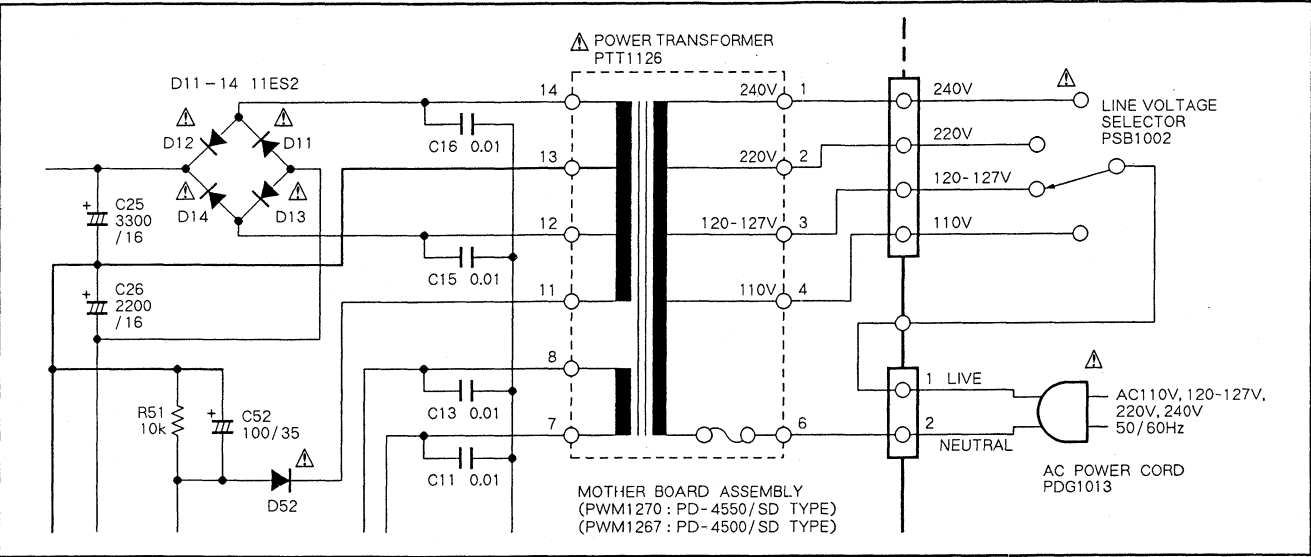 POWER TRANSFORMER
PTT1126
D11-14 11ES2
D12
D11
D14
D13
C25
3300
/16
C26
2200
/16
R51
10k
C52
100/35
D52
C16 0.01
C15 0.01
C13 0.01
C11 0.01
14
13
12
11
8
7
240V
1
220V
2
120-127V
3
110V
4
6
240V
220V
120-127V
110V
LINE VOLTAGE
SELECTOR
PSB1002
1 LIVE
2
NEUTRAL
AC110V, 120-127V,
220V, 240V
50/60Hz
AC POWER CORD
PDG1013
MOTHER BOARD ASSEMBLY
(PWM1270 : PD-4550/SD TYPE)
(PWM1267 : PD-4500/SD TYPE)